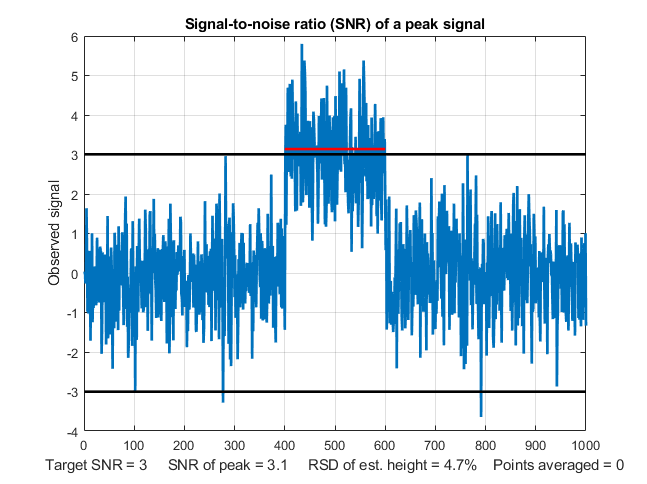 Signal-to-noise ratio (SNR) of a peak signal
6
5
4
3
2
1
0
-1
-2
-3
-4
Observed signal
0 100 200 300 400 500 600 700 800 900 1000
Target SNR = 3 SNR of peak = 3.1 RSD of est. height = 4.7% Points averaged = 0